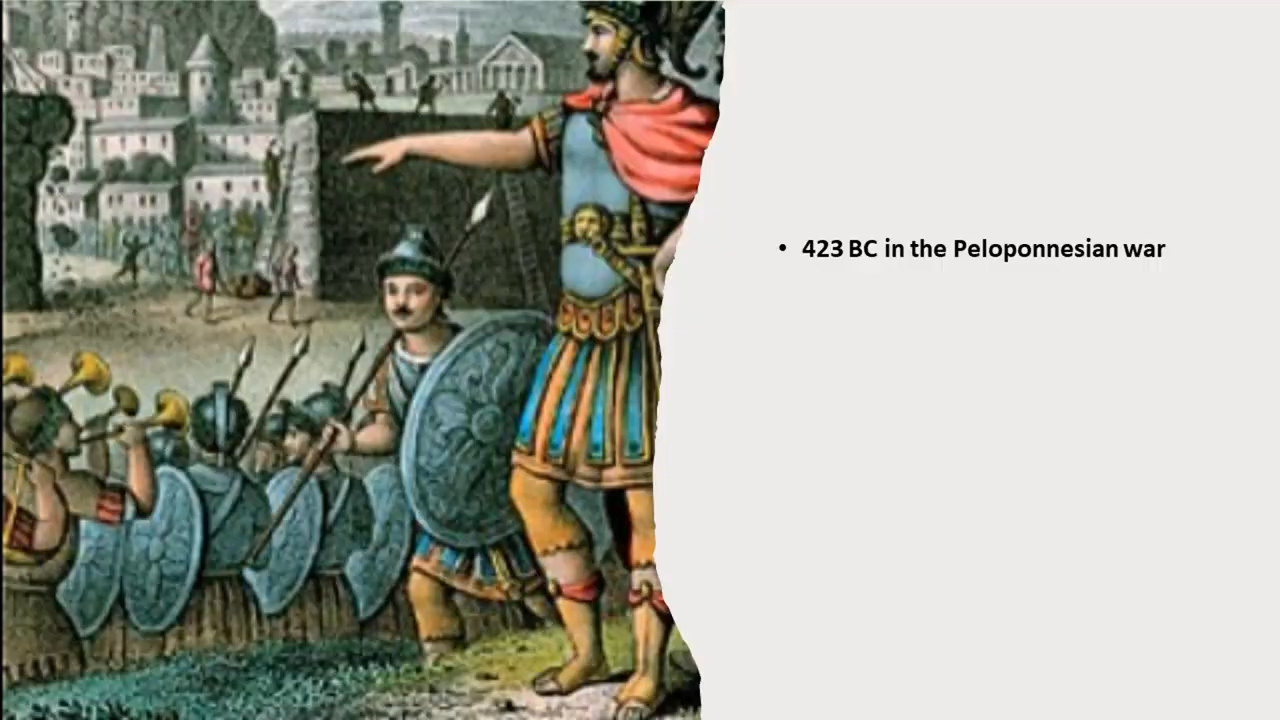 • 423 BC in the Peloponnesian war